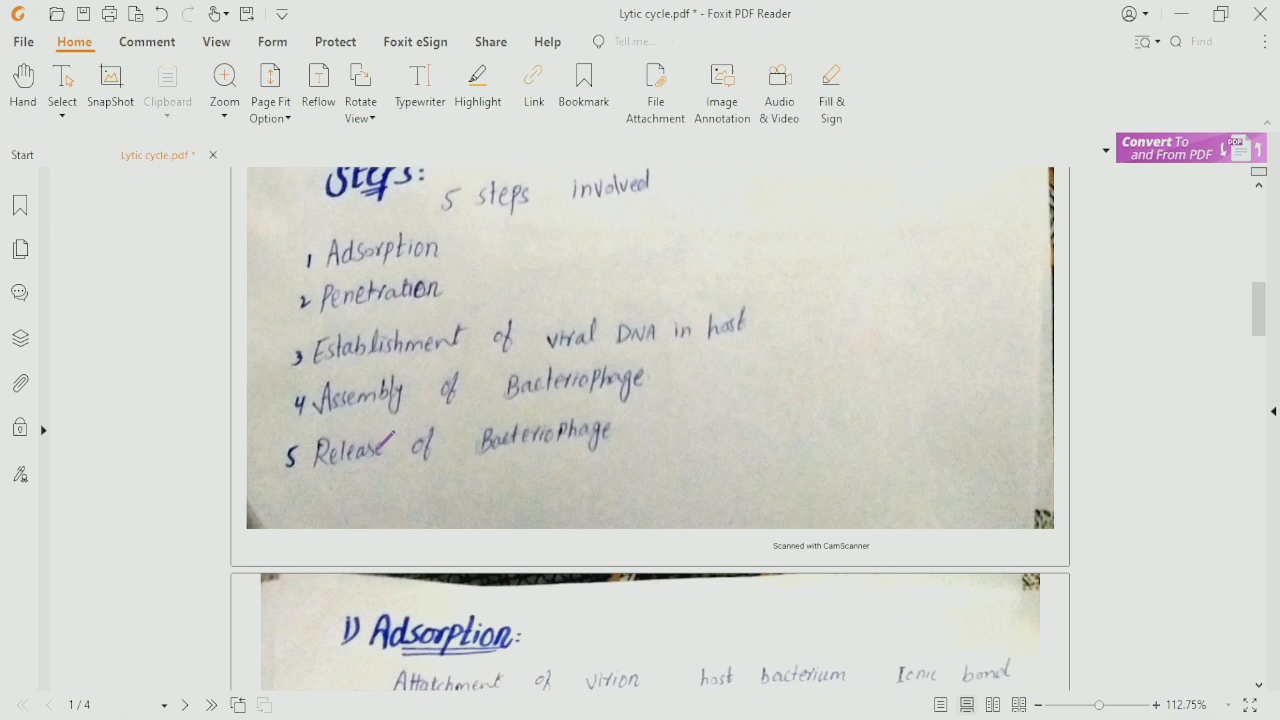 Lytic cycle.pdf * - Foxit PDF Reader
File Home Comment View Form Protect Foxit eSign Share Help Tell me... Find
Hand Select SnapShot Clipboard Zoom Page Fit Option Reflow Rotate View Typewriter Highlight Link Bookmark File Attachment Image Annotation Audio & Video Fill & Sign
Start Lytic cycle.pdf *
Convert To and From PDF
PDF
Steps:
5 steps involved
1 Adsorption
2 Penetration
3 Establishment of viral DNA in host
4 Assembly of Bacteriophage
5 Release of Bacteriophage
Scanned with CamScanner
1) Adsorption:
Attatchment of virion host bacterium Ionic bond
1 / 4
112.75%